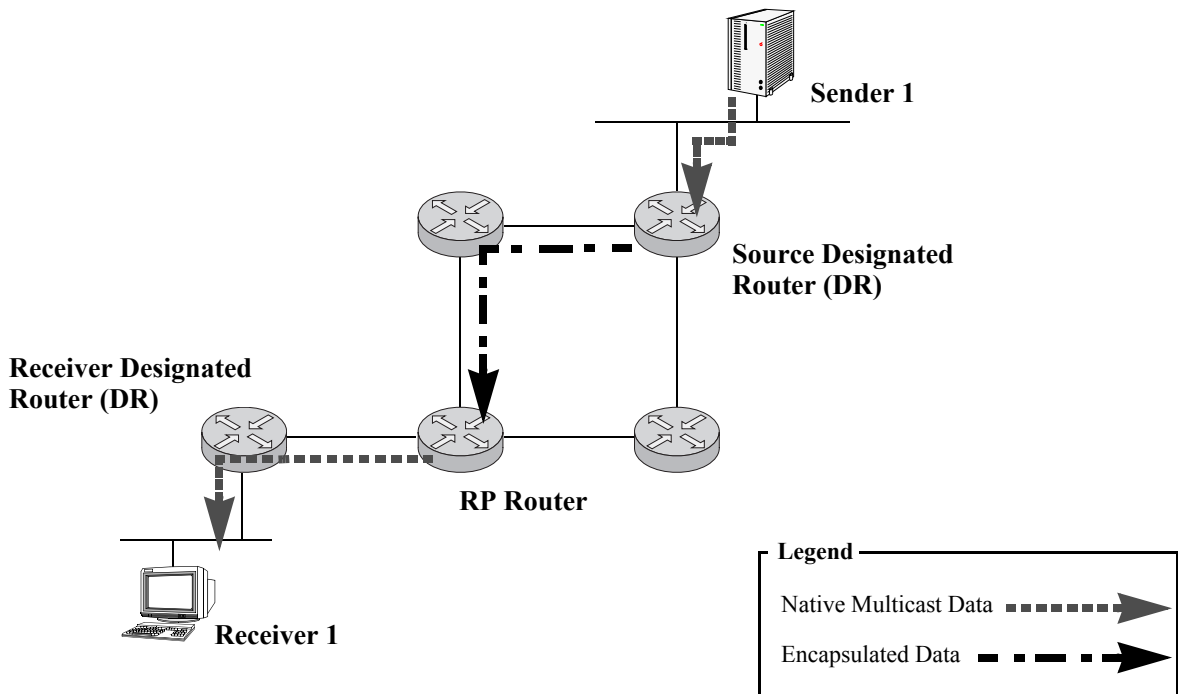 Sender 1
Source Designated
Router (DR)
Receiver Designated
Router (DR)
RP Router
Receiver 1
Legend
Native Multicast Data
Encapsulated Data